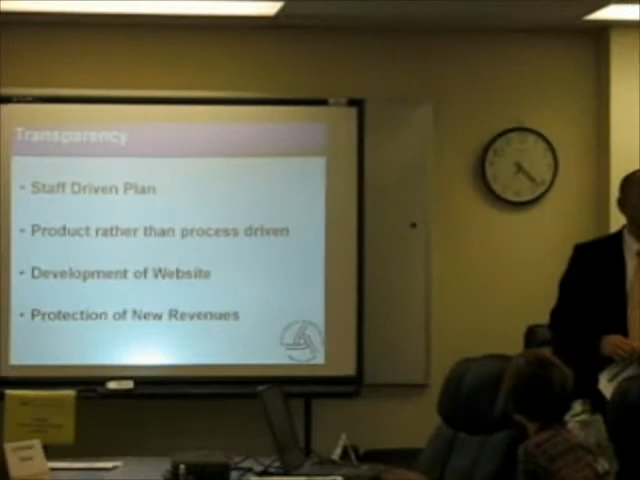 Transparency
• Staff Driven Plan
• Product rather than process driven
• Development of Website
• Protection of New Revenues